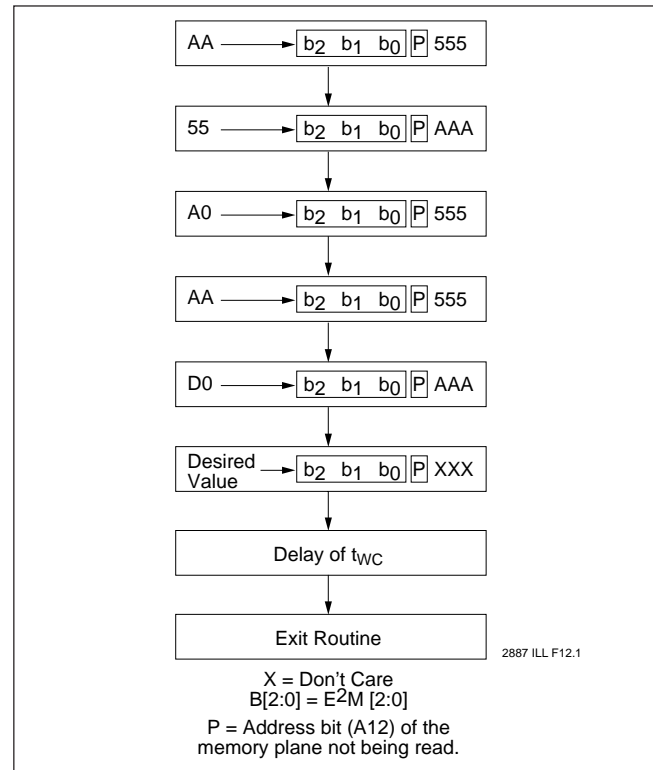 AA b2 b1 b0 P 555
55 b2 b1 b0 P AAA
A0 b2 b1 b0 P 555
AA b2 b1 b0 P 555
D0 b2 b1 b0 P AAA
Desired
Value b2 b1 b0 P XXX
Delay of tWC
Exit Routine
2887 ILL F12.1
X = Don't Care
B[2:0] = E2M [2:0]
P = Address bit (A12) of the
memory plane not being read.